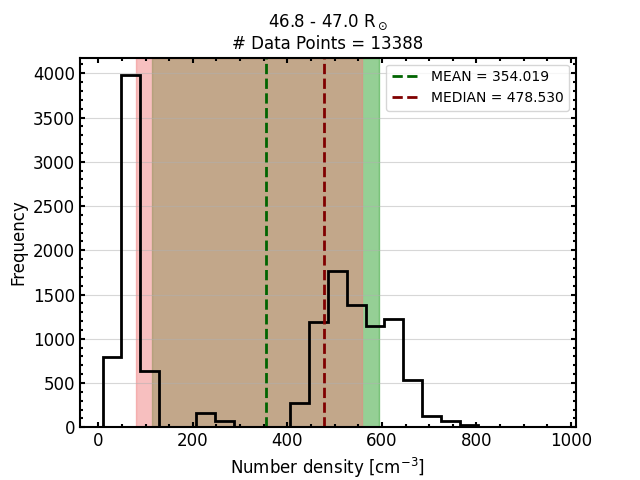 46.8 - 47.0 R⊙
# Data Points = 13388
MEAN = 354.019
MEDIAN = 478.530
Frequency
4000
3500
3000
2500
2000
1500
1000
500
0
0 200 400 600 800 1000
Number density [cm⁻³]